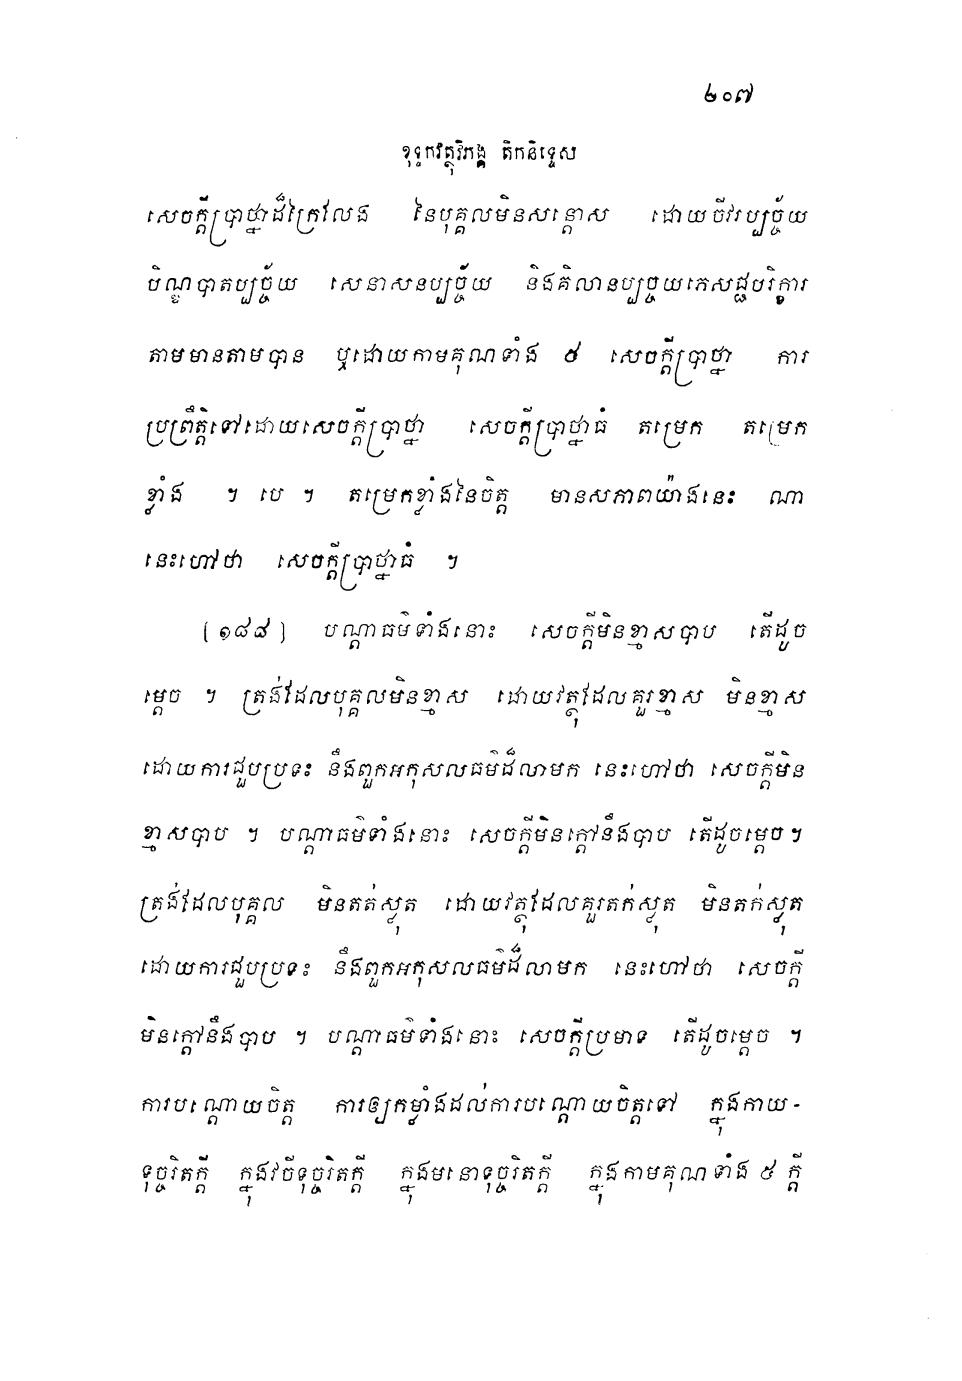 ២០៧
ខុទ្ទកវត្ថុវិភង្គ តិកនិទ្ទេស
សេចក្តីប្រាថ្នាដ៏ក្រៃលែង នៃបុគ្គលមិនសន្តោស ដោយចីវរប្បច្ច័យ
បិណ្ឌបាតប្បច្ច័យ សេនាសនប្បច្ច័យ និងគិលានប្បច្ចយភេសជ្ជបរិក្ខារ
តាមមានតាមបាន ឬដោយកាមគុណទាំង ៥ សេចក្តីប្រាថ្នា ការ
ប្រព្រឹត្តិទៅដោយសេចក្តីប្រាថ្នា សេចក្តីប្រាថ្នាធំ តម្រេក តម្រេក
ខ្លាំង ។ បេ ។ តម្រេកខ្លាំងនៃចិត្ត មានសភាពយ៉ាងនេះ ណា
នេះហៅថា សេចក្តីប្រាថ្នាធំ ។
[១៨៨] បណ្តាធម៌ទាំងនោះ សេចក្តីមិនខ្មាសបាប តើដូច
ម្តេច ។ ត្រង់ដែលបុគ្គលមិនខ្មាស ដោយវត្ថុដែលគួរខ្មាស មិនខ្មាស
ដោយការជួបប្រទះ នឹងពួកអកុសលធម៌ដ៏លាមក នេះហៅថា សេចក្តីមិន
ខ្មាសបាប ។ បណ្តាធម៌ទាំងនោះ សេចក្តីមិនក្តៅនឹងបាប តើដូចម្តេច។
ត្រង់ដែលបុគ្គល មិនតក់ស្លុត ដោយវត្ថុដែលគួរតក់ស្លុត មិនតក់ស្លុត
ដោយការជួបប្រទះ នឹងពួកអកុសលធម៌ដ៏លាមក នេះហៅថា សេចក្តី
មិនក្តៅនឹងបាប ។ បណ្តាធម៌ទាំងនោះ សេចក្តីប្រមាទ តើដូចម្តេច ។
ការបណ្តោយចិត្ត ការឲ្យកម្លាំងដល់ការបណ្តោយចិត្តទៅ ក្នុងកាយ-
ទុច្ចរិតក្តី ក្នុងវចីទុច្ចរិតក្តី ក្នុងមនោទុច្ចរិតក្តី ក្នុងកាមគុណទាំង ៥ ក្តី